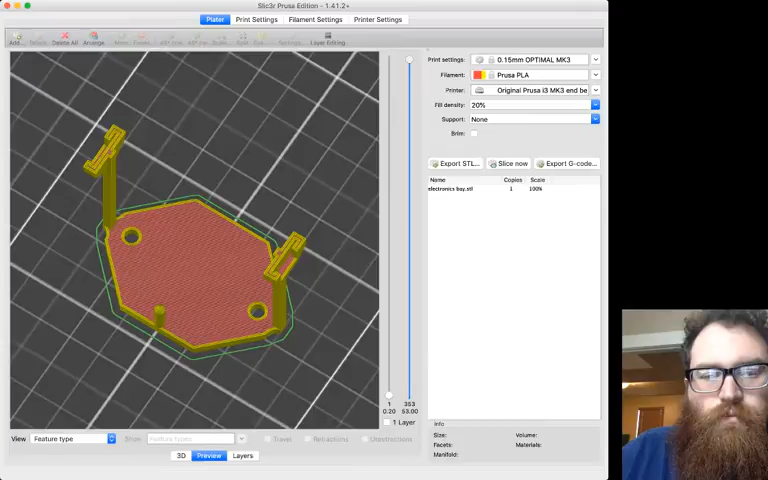 Slic3r Prusa Edition - 1.41.2+
Plater Print Settings Filament Settings Printer Settings
Add... Delete Delete All Arrange Layer Editing
Print settings: 0.15mm OPTIMAL MK3
Filament: Prusa PLA
Printer: Original Prusa i3 MK3 end be
Fill density: 20%
Support: None
Brim:
Export STL... Slice now Export G-code...
Name Copies Scale
electronics bay.stl 1 100%
1 353
0.20 53.00
1 Layer
Info
Size: Volume:
Facets: Materials:
Manifold:
View Feature type Show Feature types Travel Retractions Unretractions
3D Preview Layers